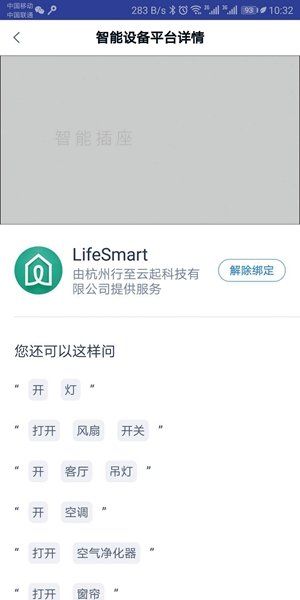 中国移动
中国联通
283 B/s
93
10:32
智能设备平台详情
智能插座
LifeSmart
由杭州行至云起科技有
限公司提供服务
解除绑定
您还可以这样问
“ 开 灯 ”
“ 打开 风扇 开关 ”
“ 开 客厅 吊灯 ”
“ 开 空调 ”
“ 打开 空气净化器 ”
“ 打开 窗帘 ”